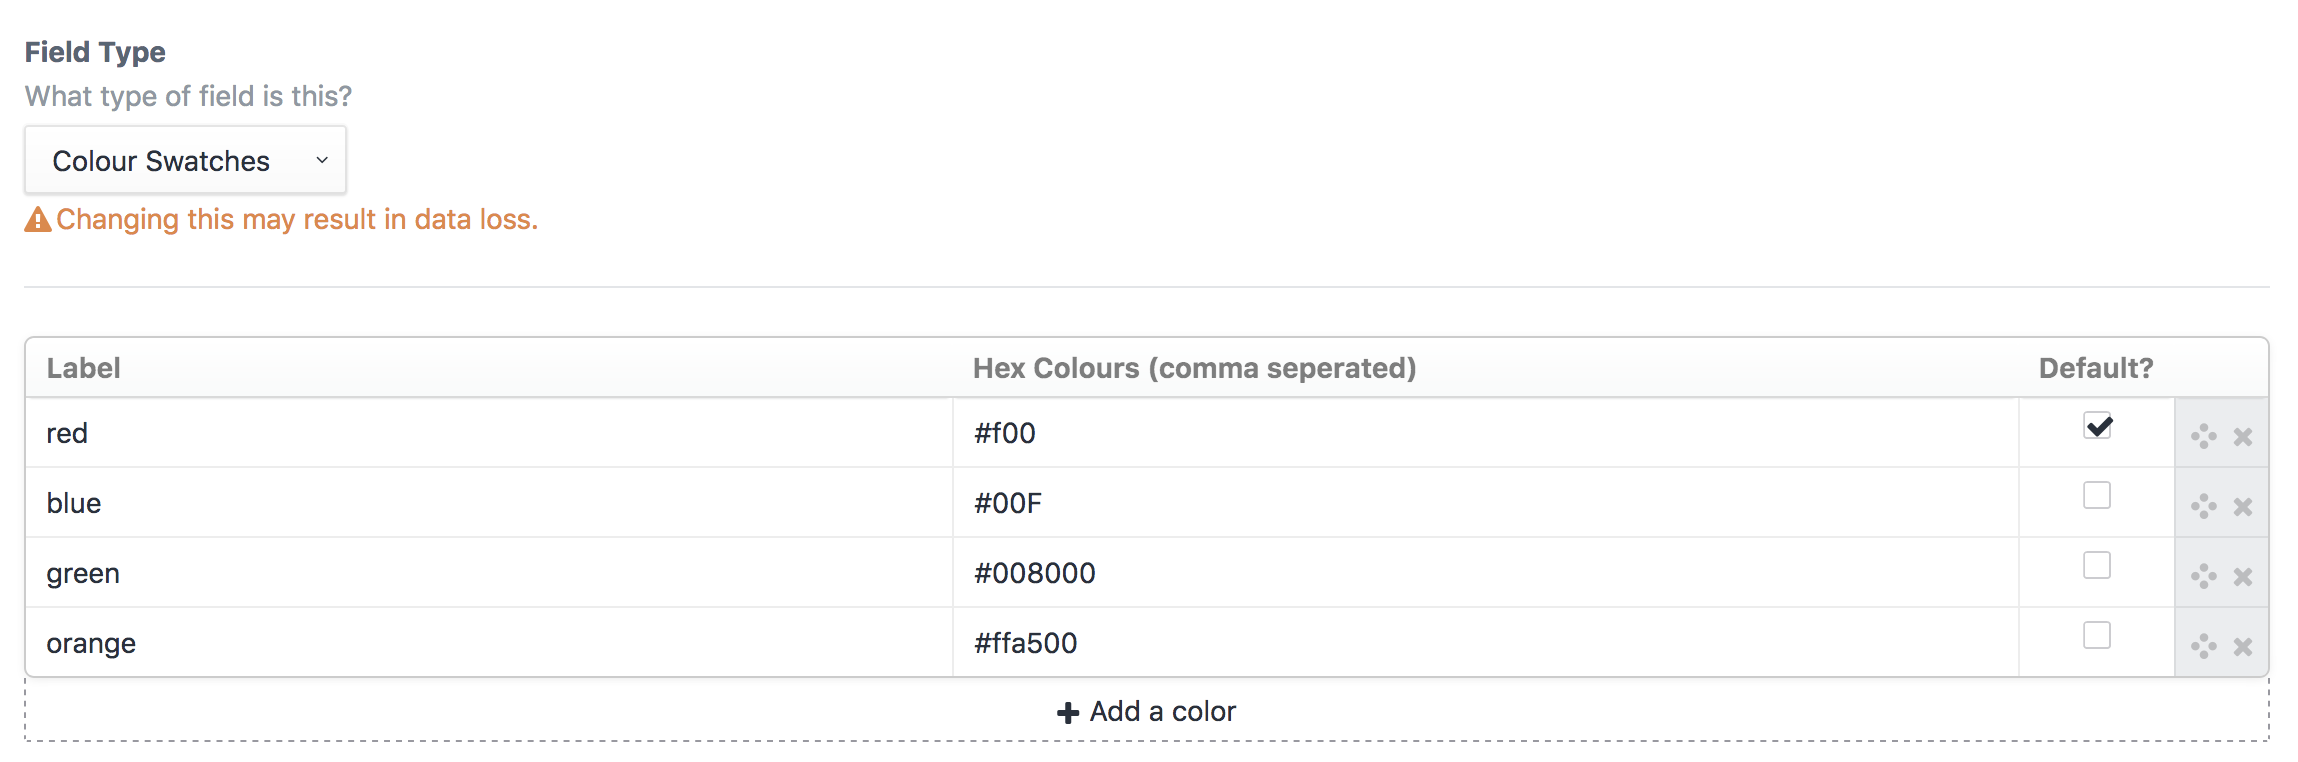 Field Type
What type of field is this?
Colour Swatches
Changing this may result in data loss.
Label Hex Colours (comma seperated) Default?
red #f00
blue #00F
green #008000
orange #ffa500
Add a color